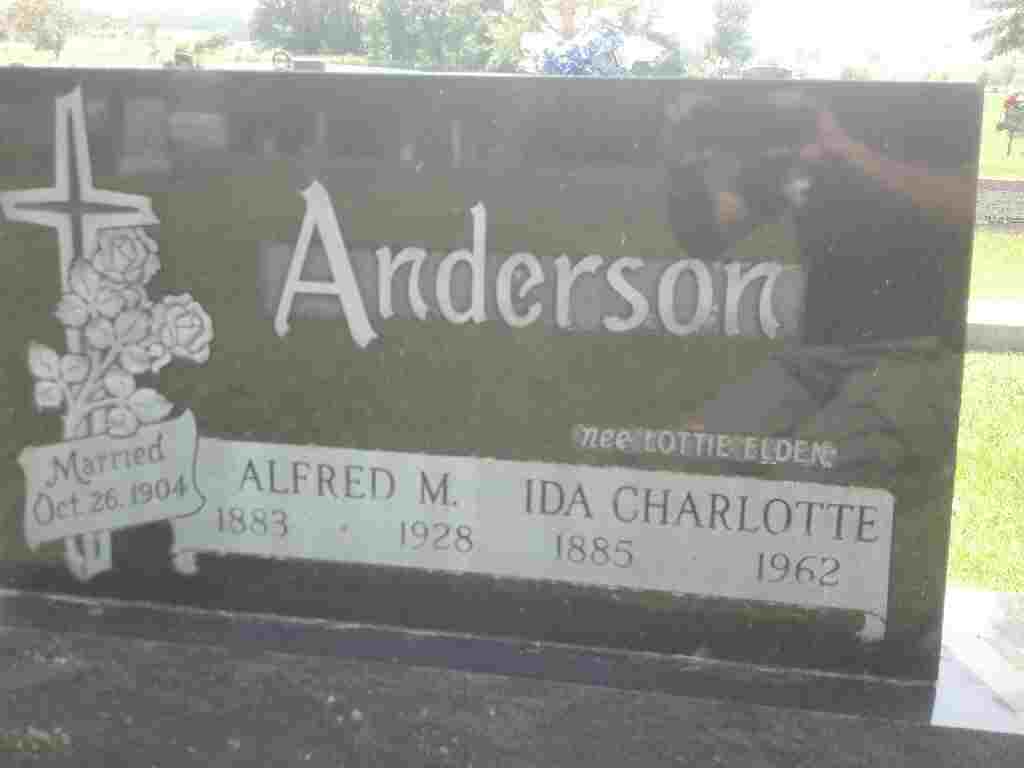 Anderson
nee LOTTIE ELDEN
Married
Oct. 26, 1904
ALFRED M.
1883 · 1928
IDA CHARLOTTE
1885 · 1962